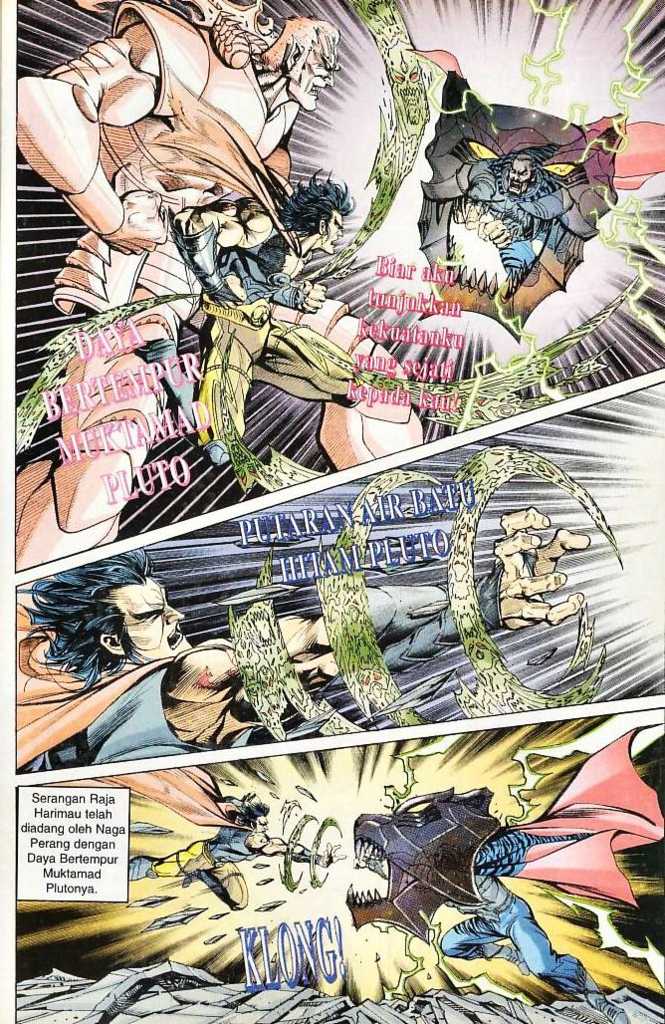 Biar aku
tunjukkan
kekuatanku
yang sejati
kepada kau!
DAYA
BERTEMPUR
MUKTAMAD
PLUTO
PUTARAN AIR BATU
HITAM PLUTO
Serangan Raja
Harimau telah
diadang oleh Naga
Perang dengan
Daya Bertempur
Muktamad
Plutonya.
KLONG!